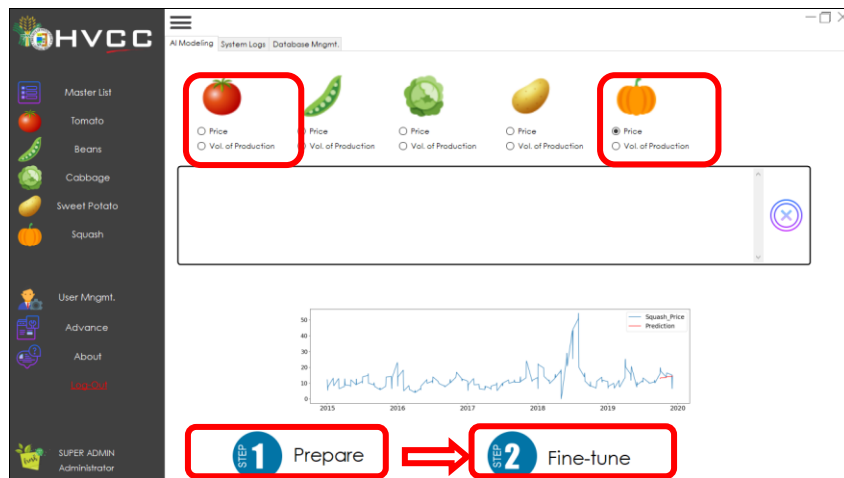 HVCC
AI Modeling System Logs Database Mngmt.
Master List
Tomato
Beans
Cabbage
Sweet Potato
Squash
User Mngmt.
Advance
About
Log-Out
SUPER ADMIN
Administrator
Price
Vol. of Production
Price
Vol. of Production
Price
Vol. of Production
Price
Vol. of Production
Price
Vol. of Production
Squash_Price
Prediction
50
40
30
20
10
0
2015 2016 2017 2018 2019 2020
STEP 1 Prepare
STEP 2 Fine-tune